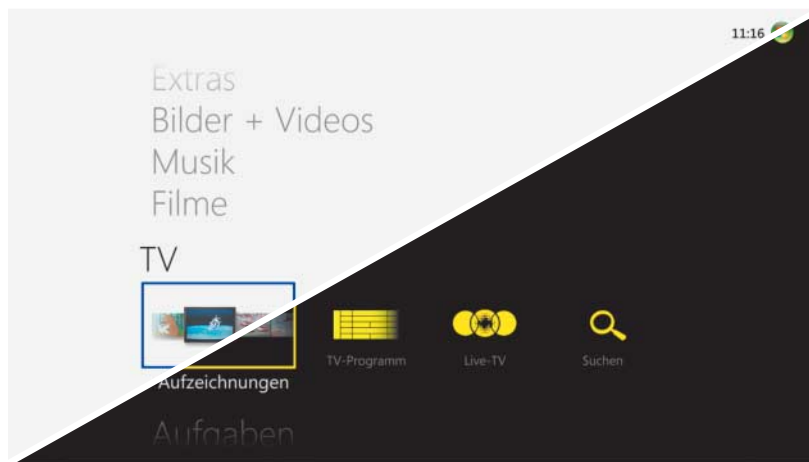 11:16
Extras
Bilder + Videos
Musik
Filme
TV
TV-Programm
Live-TV
Suchen
Aufzeichnungen
Aufgaben